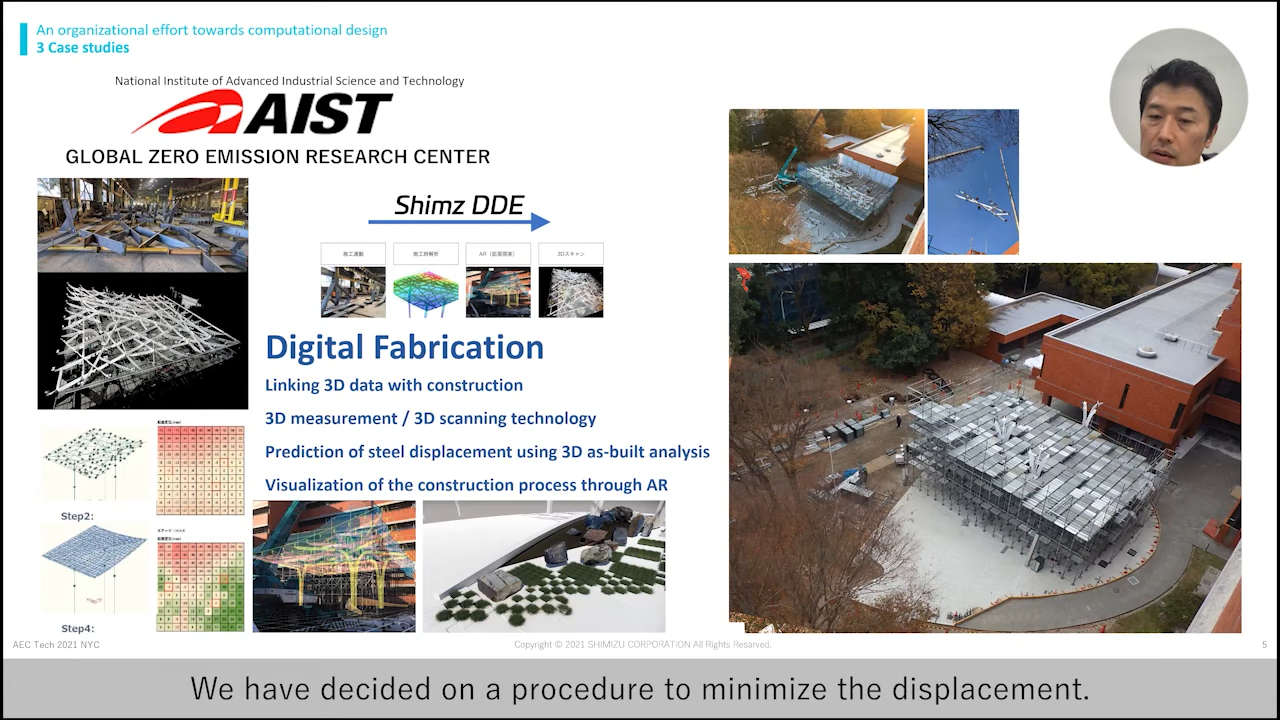 An organizational effort towards computational design
3 Case studies
National Institute of Advanced Industrial Science and Technology
AIST
GLOBAL ZERO EMISSION RESEARCH CENTER
Shimz DDE
施工時解析
AR（拡張現実）
3Dスキャン
Digital Fabrication
Linking 3D data with construction
3D measurement / 3D scanning technology
Prediction of steel displacement using 3D as-built analysis
Visualization of the construction process through AR
Step2:
Step4:
AEC Tech 2021 NYC
Copyright © 2021 SHIMIZU CORPORATION All Rights Reserved.
5
We have decided on a procedure to minimize the displacement.